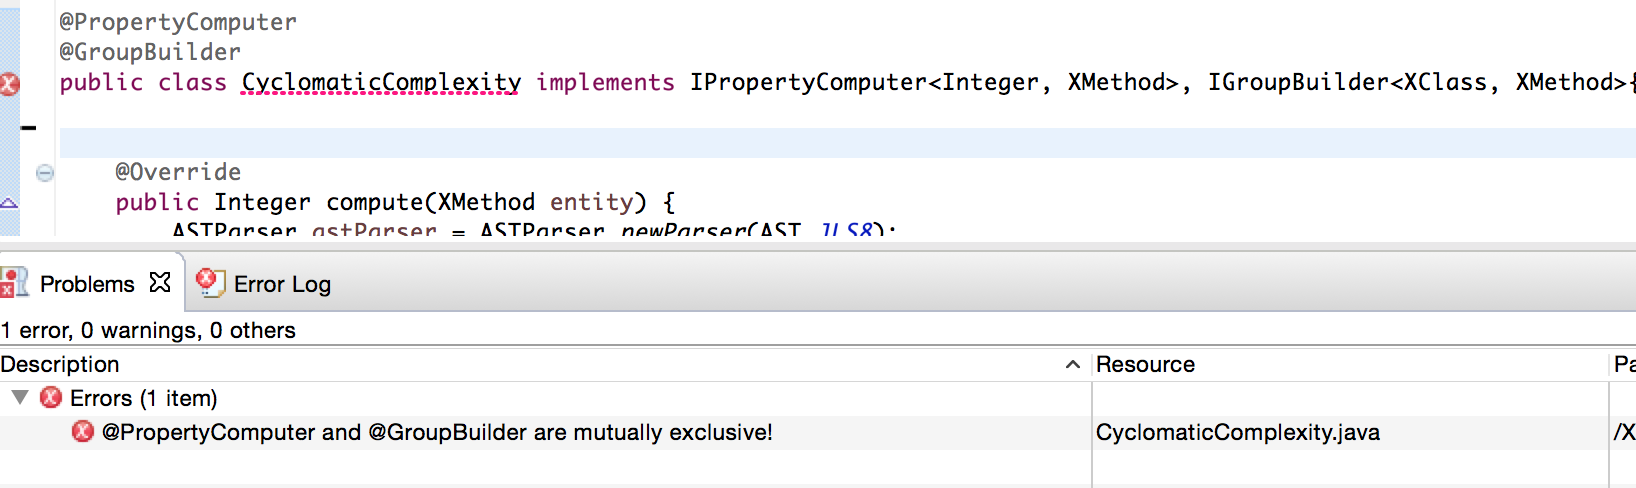 @PropertyComputer
@GroupBuilder
public class CyclomaticComplexity implements IPropertyComputer<Integer, XMethod>, IGroupBuilder<XClass, XMethod>{
@Override
public Integer compute(XMethod entity) {
ASTParser astParser = ASTParser.newParser(AST.JLS8);
Problems Error Log
1 error, 0 warnings, 0 others
Description Resource Pa
Errors (1 item)
@PropertyComputer and @GroupBuilder are mutually exclusive! CyclomaticComplexity.java /X